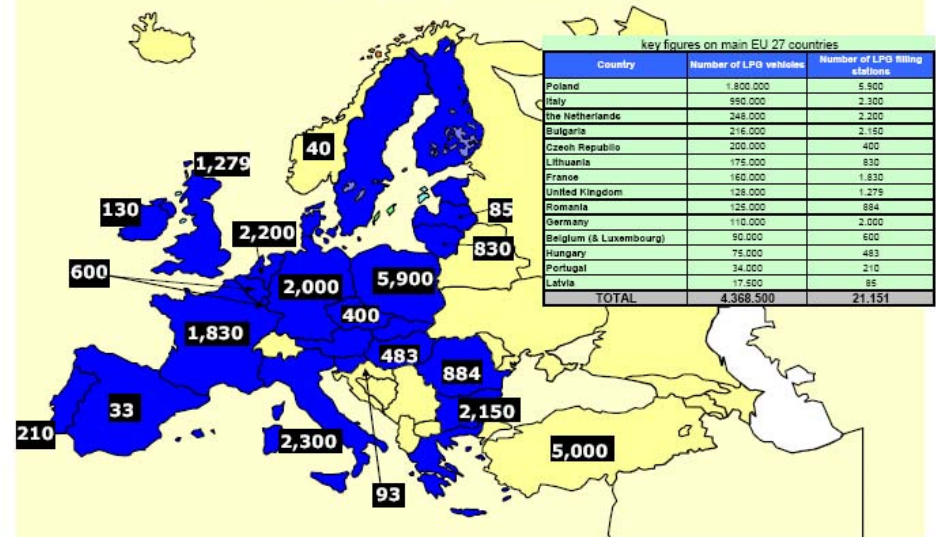 key figures on main EU 27 countries
Country Number of LPG vehicles Number of LPG filling stations
Poland 1.800.000 5.900
Italy 990.000 2.300
the Netherlands 248.000 2.200
Bulgaria 216.000 2.150
Czech Republic 200.000 400
Lithuania 175.000 830
France 160.000 1.830
United Kingdom 128.000 1.279
Romania 125.000 884
Germany 110.000 2.000
Belgium (& Luxembourg) 90.000 600
Hungary 75.000 483
Portugal 34.000 210
Latvia 17.500 85
TOTAL 4.368.500 21.151
40
1,279
130
85
2,200
830
600
5,900
2,000
400
1,830
483
884
33
2,150
210
2,300
5,000
93